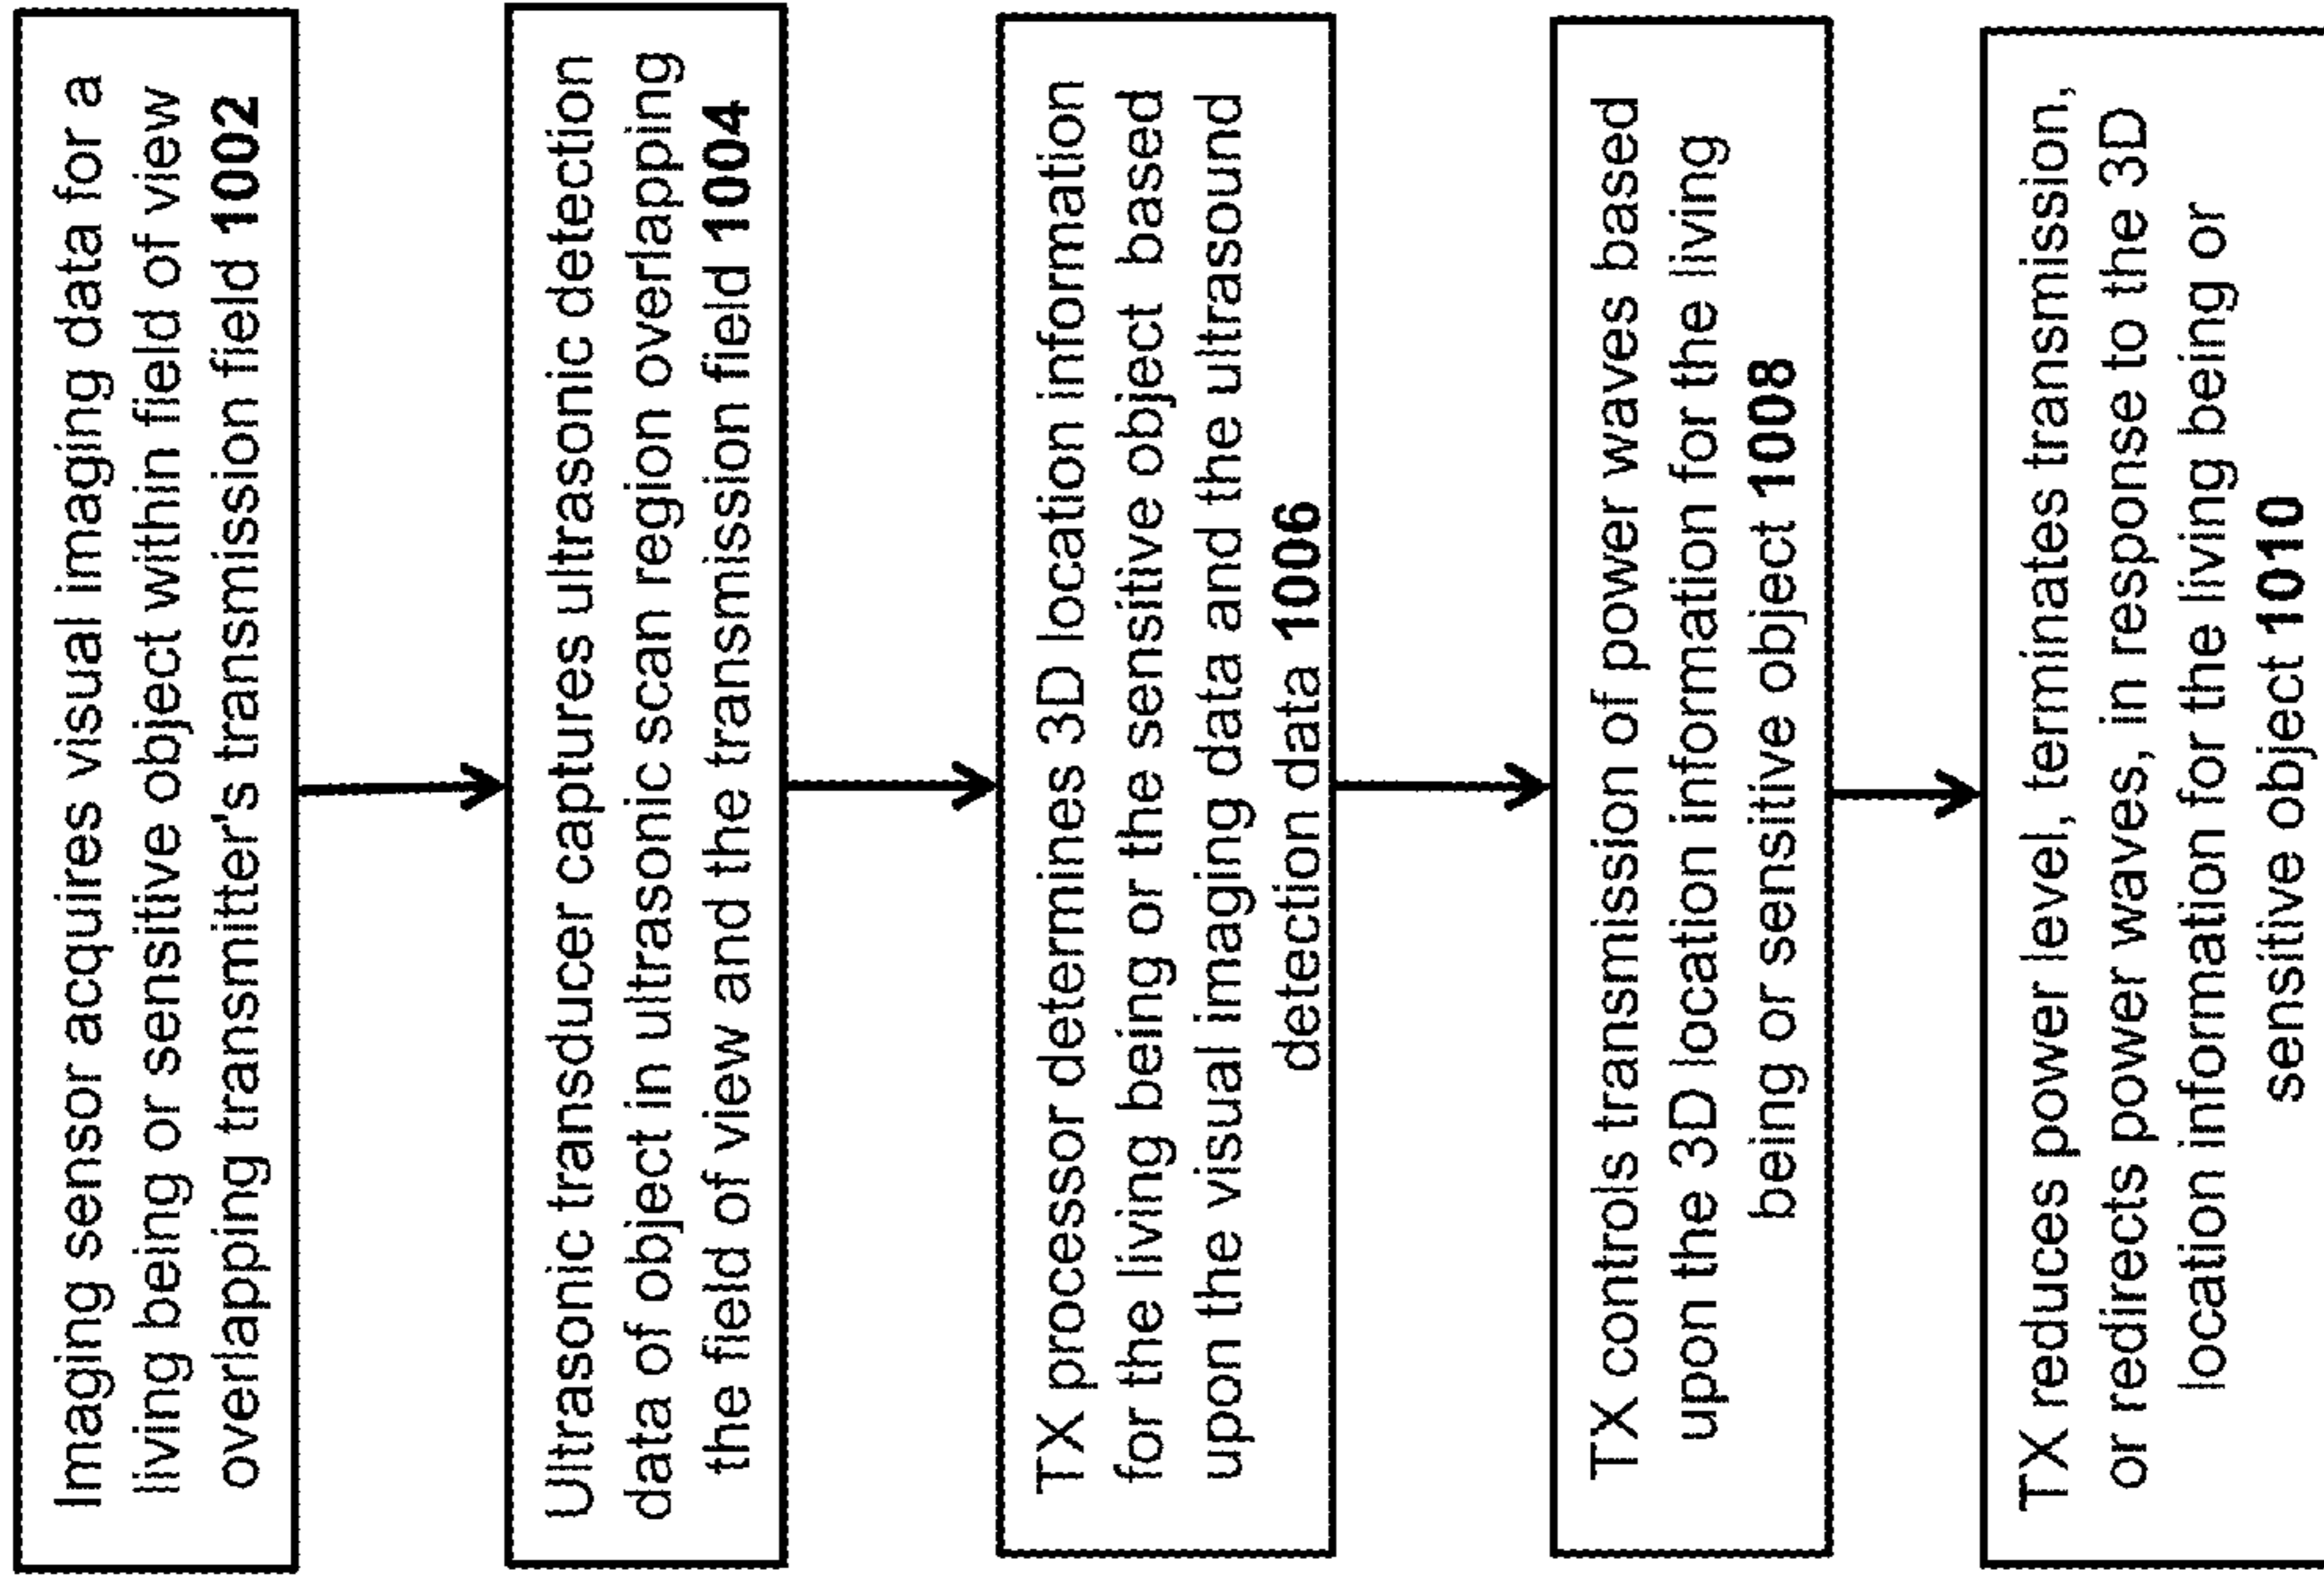 Imaging sensor acquires visual imaging data for a
living being or sensitive object within field of view
overlapping transmitter's transmission field 1002
Ultrasonic transducer captures ultrasonic detection
data of object in ultrasonic scan region overlapping
the field of view and the transmission field 1004
TX processor determines 3D location information
for the living being or the sensitive object based
upon the visual imaging data and the ultrasound
detection data 1006
TX controls transmission of power waves based
upon the 3D location information for the living
being or sensitive object 1008
TX reduces power level, terminates transmission,
or redirects power waves, in response to the 3D
location information for the living being or
sensitive object 1010